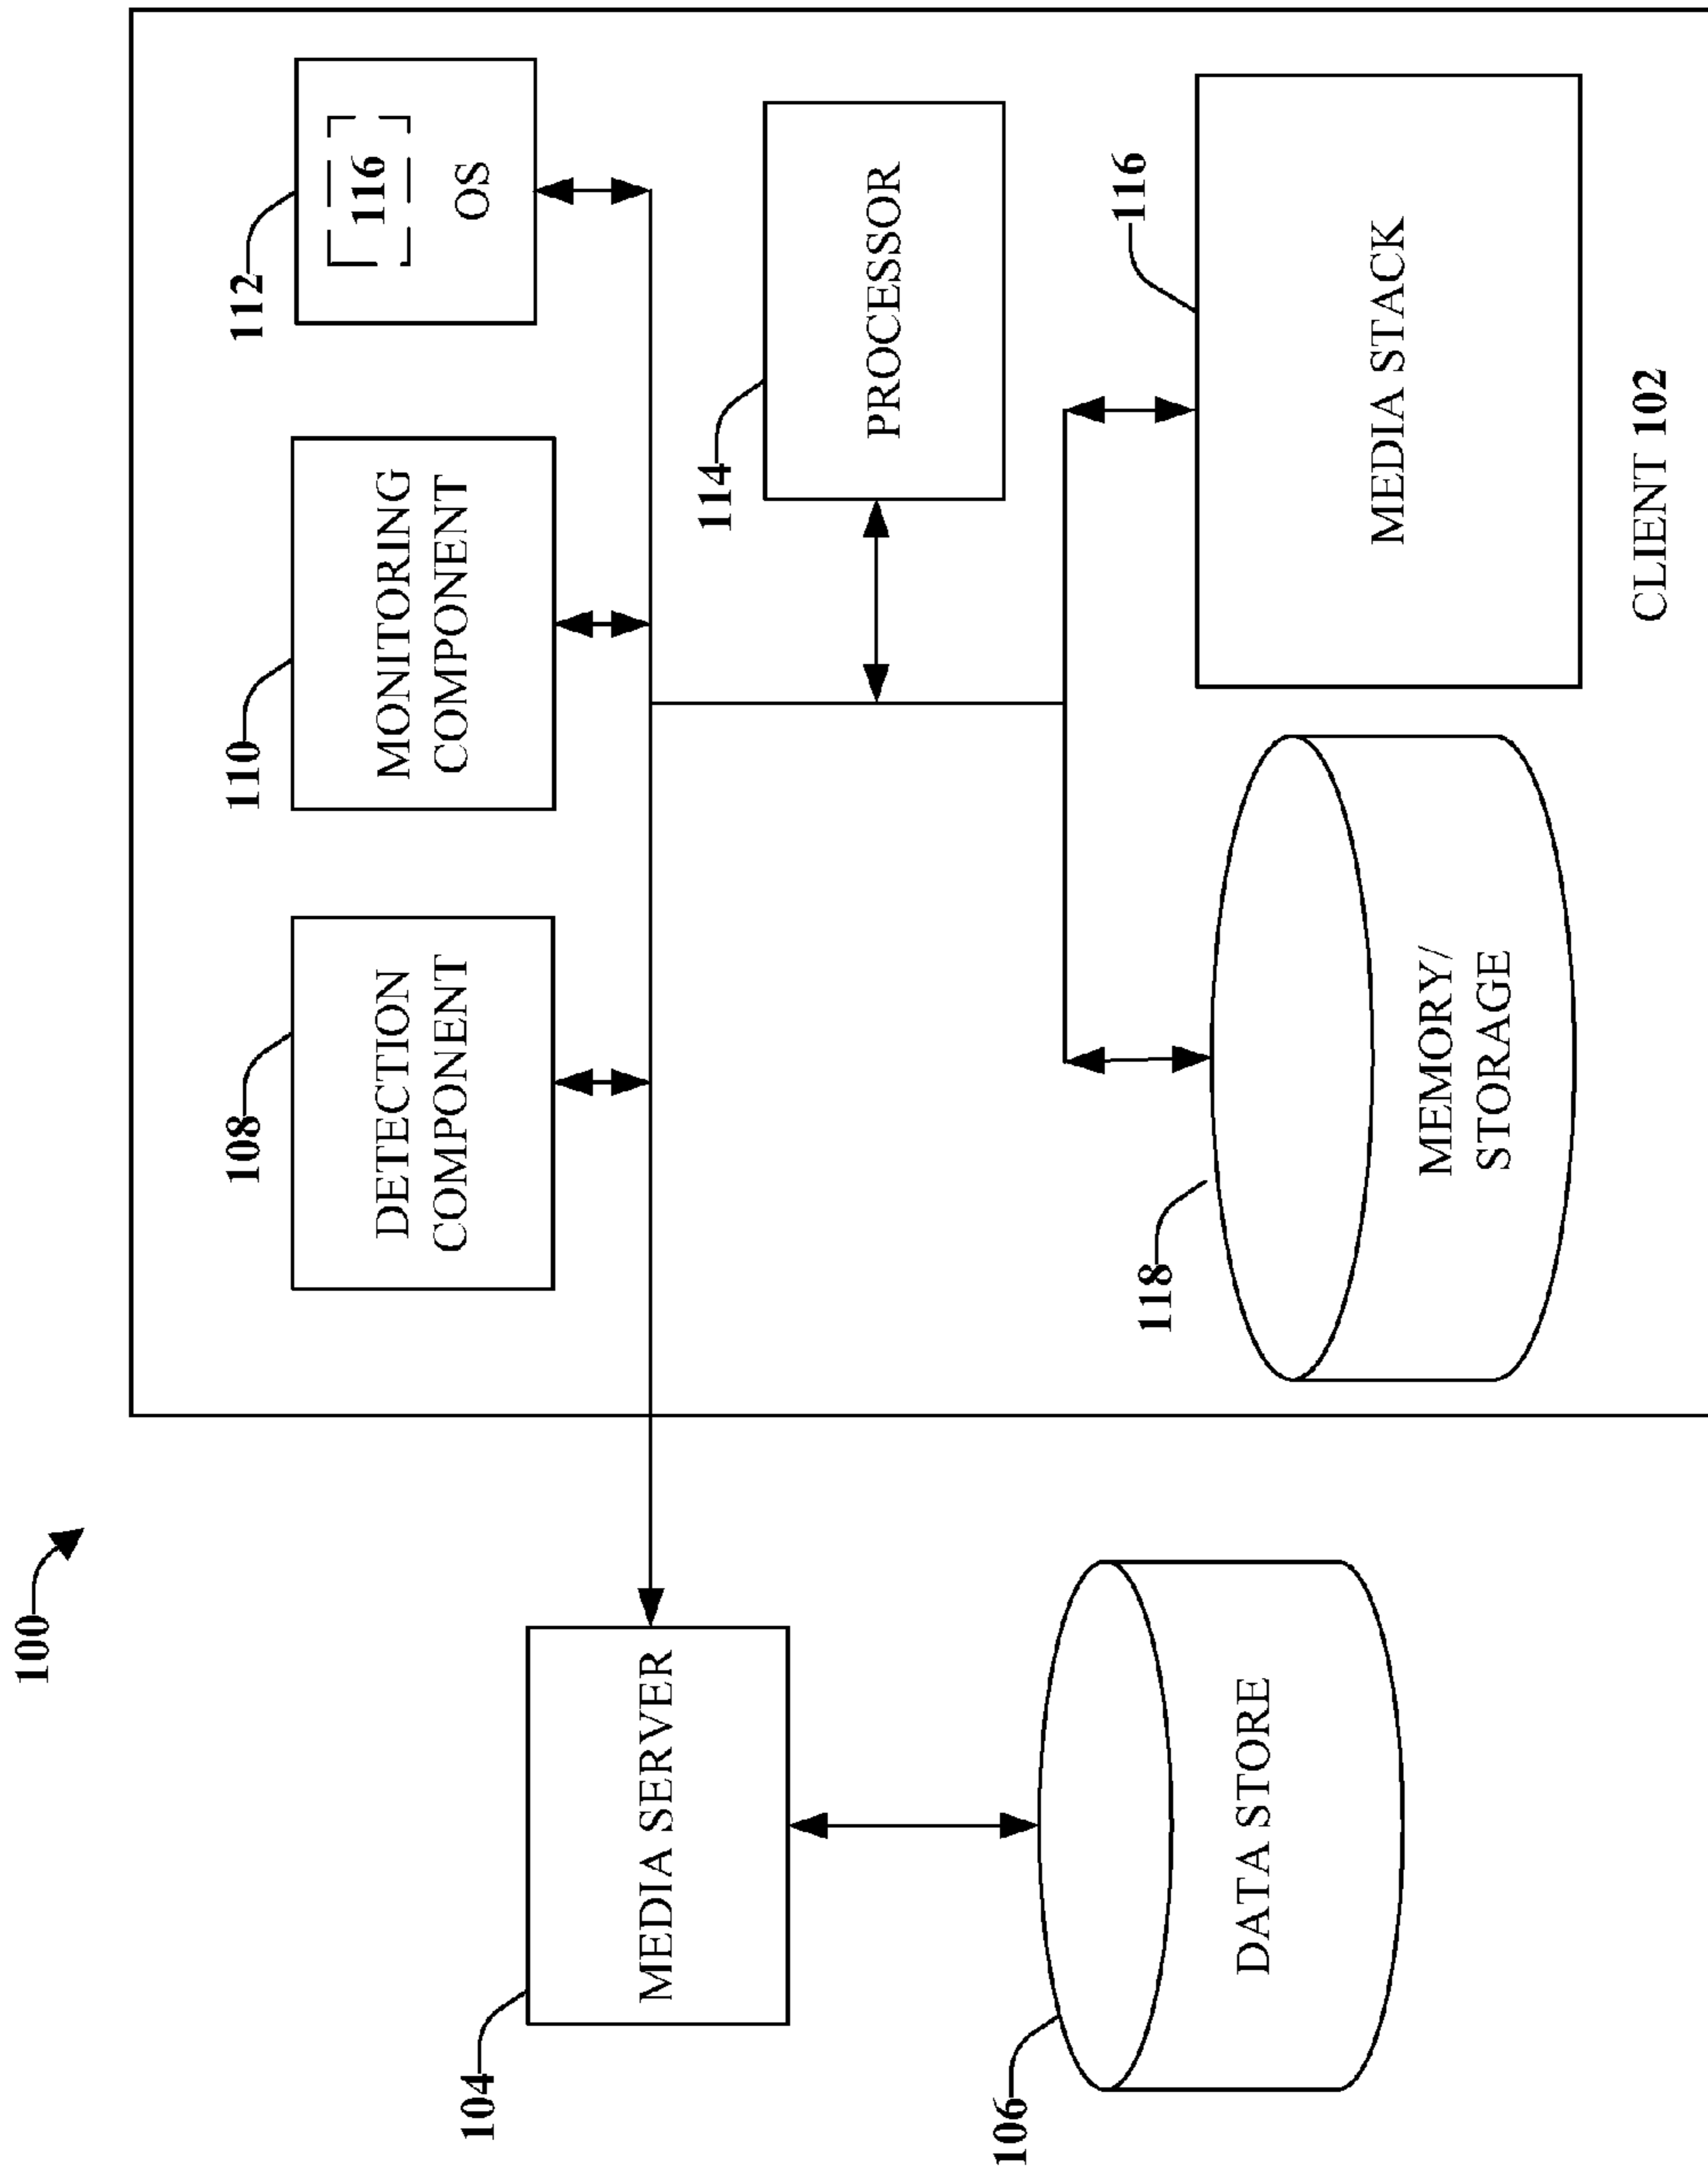 100
108
DETECTION
COMPONENT
110
MONITORING
COMPONENT
112
116
OS
104
MEDIA SERVER
114
PROCESSOR
106
DATA STORE
118
MEMORY/
STORAGE
116
MEDIA STACK
CLIENT 102